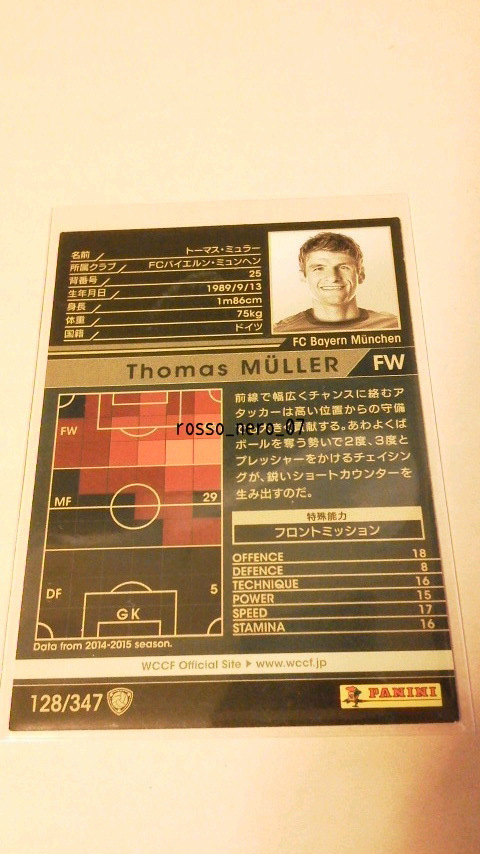 名前 トーマス・ミュラー
所属クラブ FCバイエルン・ミュンヘン
背番号 25
生年月日 1989/9/13
身長 1m86cm
体重 75kg
国籍 ドイツ
FC Bayern München
Thomas MÜLLER FW
FW
MF 29
DF 5
GK
Data from 2014-2015 season.
前線で幅広くチャンスに絡むア
タッカーは高い位置からの守備
献する。あわよくば
rosso_nero_07
ボールを奪う勢いで2度、3度と
プレッシャーをかけるチェイシン
グが、鋭いショートカウンターを
生み出すのだ。
特殊能力
フロントミッション
OFFENCE 18
DEFENCE 8
TECHNIQUE 16
POWER 15
SPEED 17
STAMINA 16
WCCF Official Site ▶ www.wccf.jp
128/347
PANINI